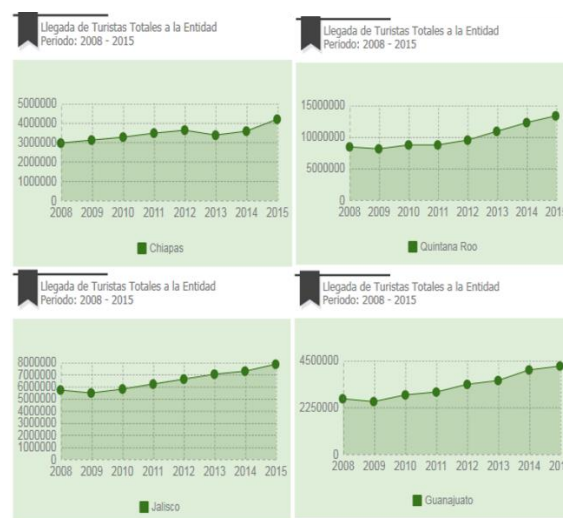 Llegada de Turistas Totales a la Entidad
Periodo: 2008 - 2015
5000000
4000000
3000000
2000000
1000000
0
2008 2009 2010 2011 2012 2013 2014 2015
Chiapas
Llegada de Turistas Totales a la Entidad
Periodo: 2008 - 2015
15000000
10000000
5000000
0
2008 2009 2010 2011 2012 2013 2014 201
Quintana Roo
Llegada de Turistas Totales a la Entidad
Periodo: 2008 - 2015
8000000
7000000
6000000
5000000
4000000
3000000
2000000
1000000
0
2008 2009 2010 2011 2012 2013 2014 2015
Jalisco
Llegada de Turistas Totales a la Entidad
Periodo: 2008 - 2015
4500000
2250000
0
2008 2009 2010 2011 2012 2013 2014 201
Guanajuato